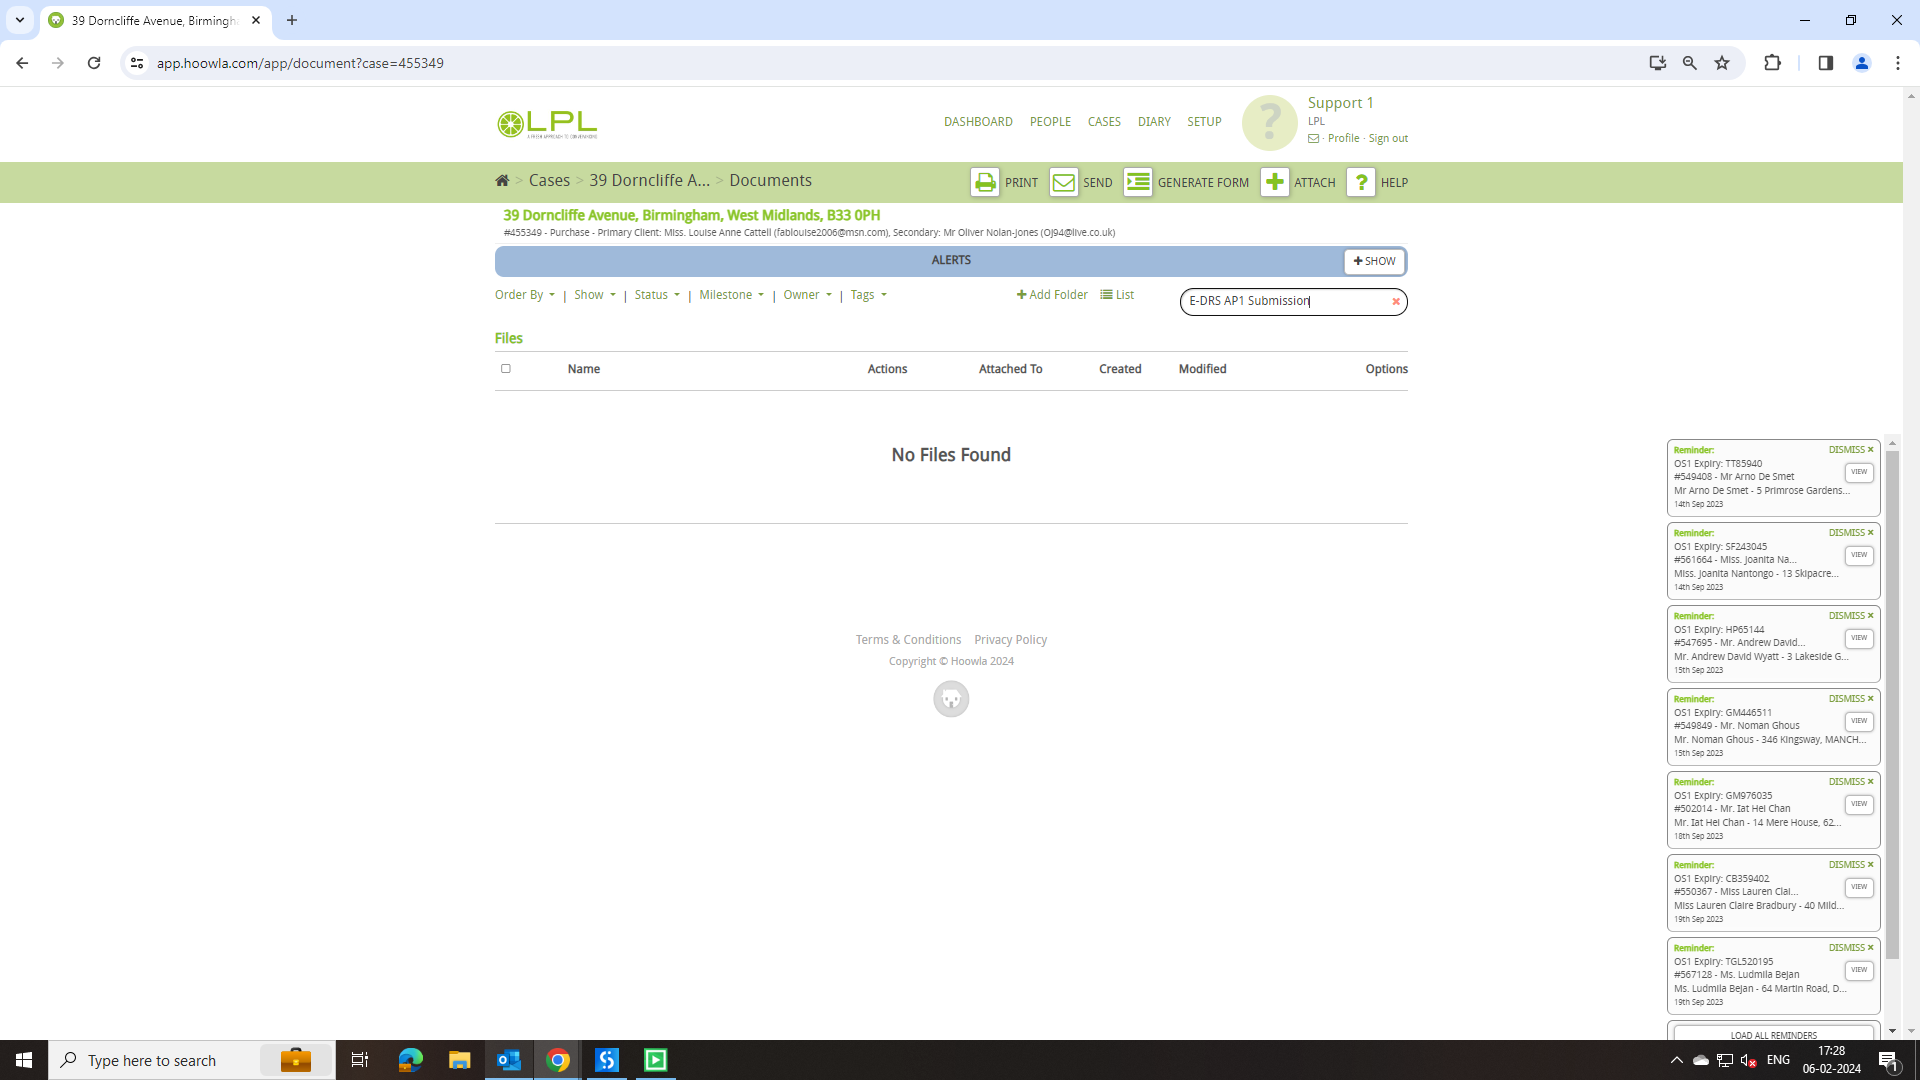 39 Dorncliffe Avenue, Birmingh
app.hoowla.com/app/document?case=455349
LPL
DASHBOARD PEOPLE CASES DIARY SETUP
?
Support 1
LPL
· Profile · Sign out
> Cases > 39 Dorncliffe A... > Documents
PRINT SEND GENERATE FORM ATTACH ? HELP
39 Dorncliffe Avenue, Birmingham, West Midlands, B33 0PH
#455349 - Purchase - Primary Client: Miss. Louise Anne Cattell (fablouise2006@msn.com), Secondary: Mr Oliver Nolan-Jones (OJ94@live.co.uk)
ALERTS
SHOW
Order By | Show | Status | Milestone | Owner | Tags
Add Folder List
E-DRS AP1 Submission
Files
Name Actions Attached To Created Modified Options
No Files Found
Terms & Conditions Privacy Policy
Copyright © Hoowla 2024
Reminder: DISMISS
OS1 Expiry: TT85940
#549408 - Mr Arno De Smet
VIEW
Mr Arno De Smet - 5 Primrose Gardens...
14th Sep 2023
Reminder: DISMISS
OS1 Expiry: SF243045
#561664 - Miss. Joanita Na...
VIEW
Miss. Joanita Nantongo - 13 Skipacre...
14th Sep 2023
Reminder: DISMISS
OS1 Expiry: HP65144
#547695 - Mr. Andrew David...
VIEW
Mr. Andrew David Wyatt - 3 Lakeside G...
15th Sep 2023
Reminder: DISMISS
OS1 Expiry: GM446511
#549849 - Mr. Noman Ghous
VIEW
Mr. Noman Ghous - 346 Kingsway, MANCH...
15th Sep 2023
Reminder: DISMISS
OS1 Expiry: GM976035
#502014 - Mr. Iat Hei Chan
VIEW
Mr. Iat Hei Chan - 14 Mere House, 62...
18th Sep 2023
Reminder: DISMISS
OS1 Expiry: CB359402
#550367 - Miss Lauren Clai...
VIEW
Miss Lauren Claire Bradbury - 40 Mild...
19th Sep 2023
Reminder: DISMISS
OS1 Expiry: TGL520195
#567128 - Ms. Ludmila Bejan
VIEW
Ms. Ludmila Bejan - 64 Martin Road, D...
19th Sep 2023
LOAD ALL REMINDERS
Type here to search
ENG
17:28
06-02-2024
1